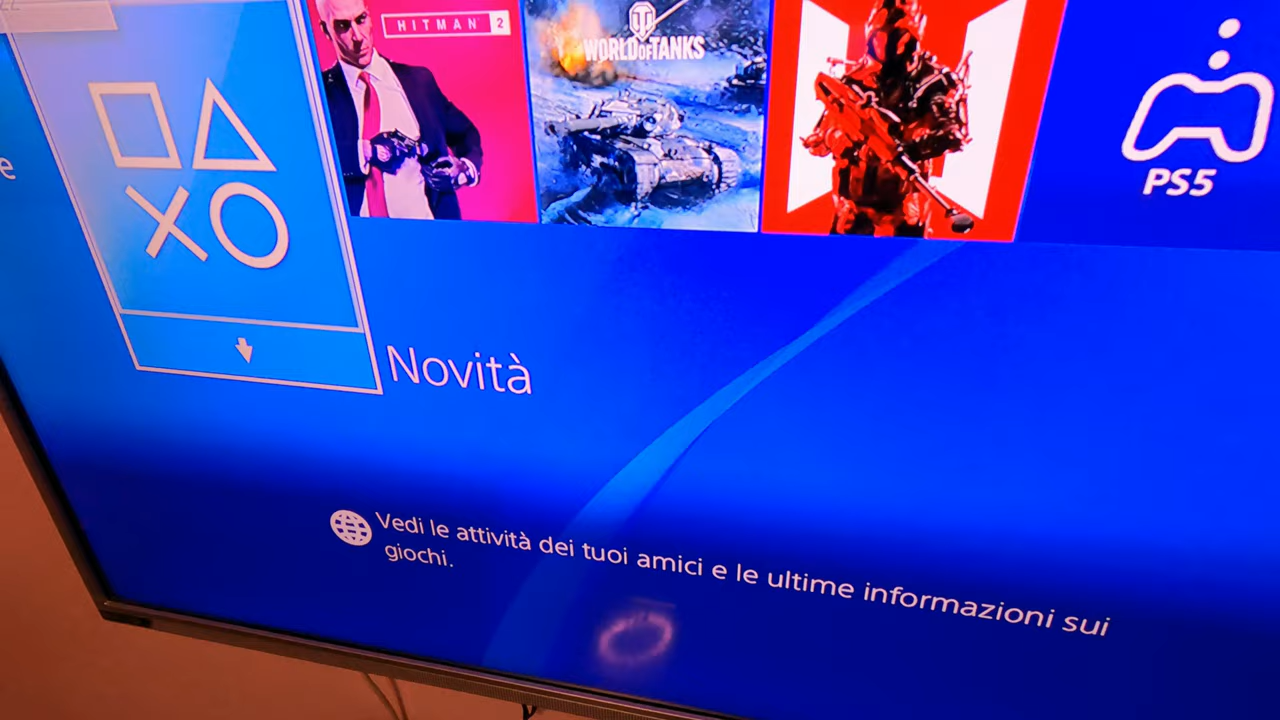 HITMAN 2
WORLD OF TANKS
PS5
e
Novità
Vedi le attività dei tuoi amici e le ultime informazioni sui
giochi.